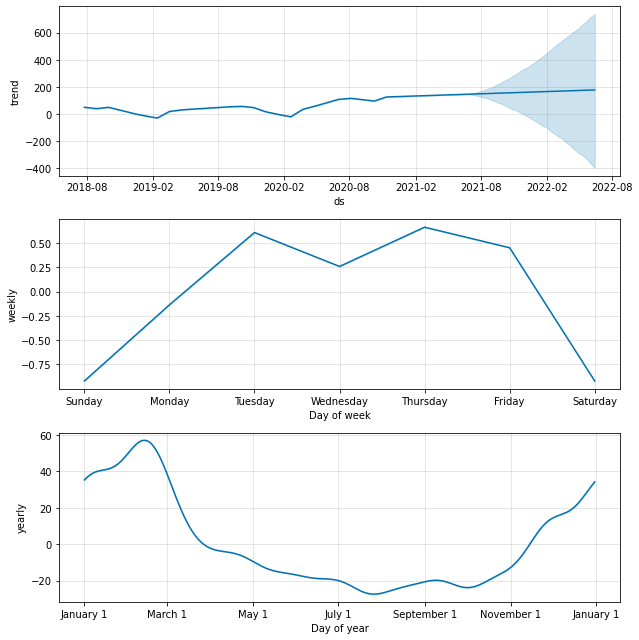 600
400
200
0
−200
−400
trend
2018-08 2019-02 2019-08 2020-02 2020-08 2021-02 2021-08 2022-02 2022-08
ds
0.50
0.25
0.00
−0.25
−0.50
−0.75
weekly
Sunday Monday Tuesday Wednesday Thursday Friday Saturday
Day of week
60
40
20
0
−20
yearly
January 1 March 1 May 1 July 1 September 1 November 1 January 1
Day of year